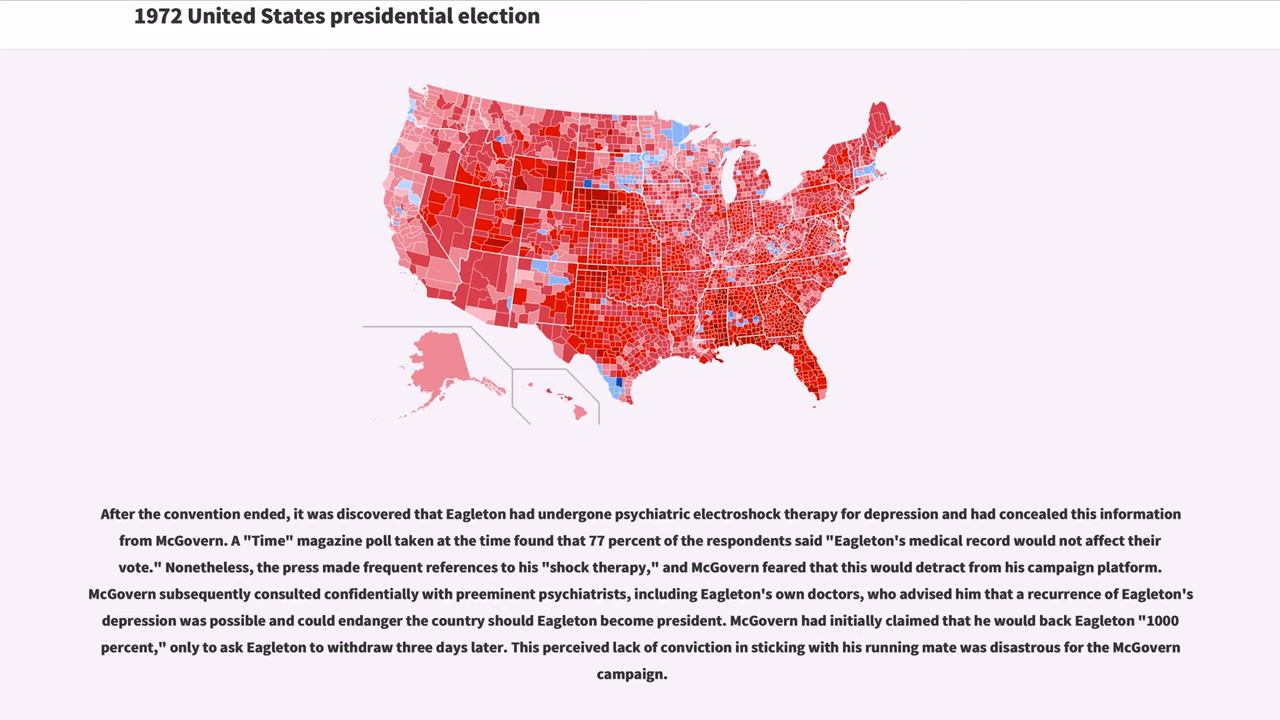 1972 United States presidential election
After the convention ended, it was discovered that Eagleton had undergone psychiatric electroshock therapy for depression and had concealed this information
from McGovern. A "Time" magazine poll taken at the time found that 77 percent of the respondents said "Eagleton's medical record would not affect their
vote." Nonetheless, the press made frequent references to his "shock therapy," and McGovern feared that this would detract from his campaign platform.
McGovern subsequently consulted confidentially with preeminent psychiatrists, including Eagleton's own doctors, who advised him that a recurrence of Eagleton's
depression was possible and could endanger the country should Eagleton become president. McGovern had initially claimed that he would back Eagleton "1000
percent," only to ask Eagleton to withdraw three days later. This perceived lack of conviction in sticking with his running mate was disastrous for the McGovern
campaign.